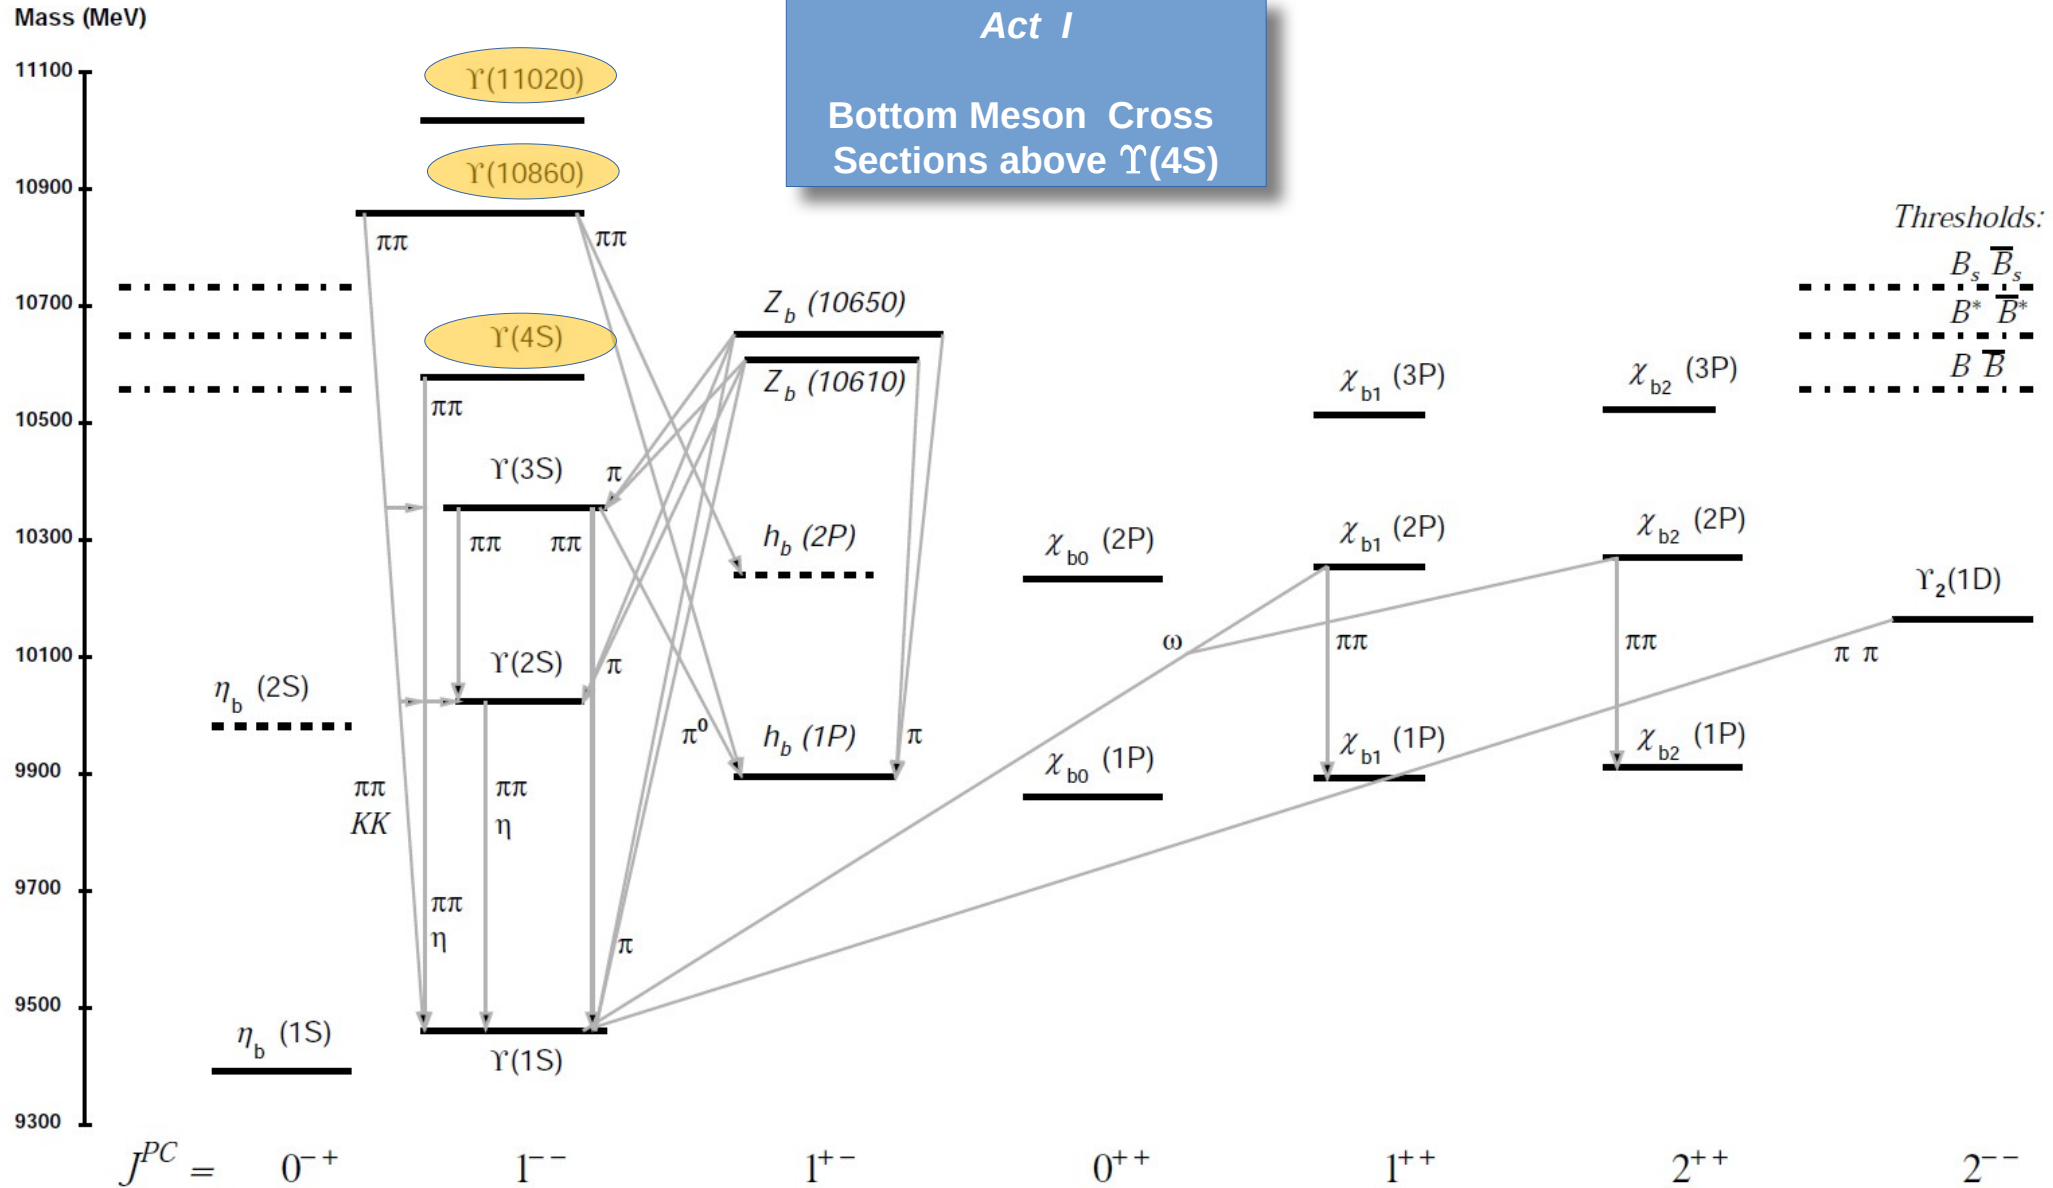 Mass (MeV)
Act I
Bottom Meson Cross
Sections above ϒ(4S)
11100
10900
10700
10500
10300
10100
9900
9700
9500
9300
ϒ(11020)
ϒ(10860)
ππ
ππ
Thresholds:
B_s B̅_s
B* B̅*
B B̅
ϒ(4S)
Z_b (10650)
Z_b (10610)
ππ
χ_b1 (3P)
χ_b2 (3P)
ϒ(3S)
π
ππ
ππ
h_b (2P)
χ_b0 (2P)
χ_b1 (2P)
χ_b2 (2P)
ϒ_2(1D)
ω
ππ
ππ
π π
ϒ(2S)
π
η_b (2S)
π⁰
h_b (1P)
π
χ_b0 (1P)
χ_b1 (1P)
χ_b2 (1P)
ππ
KK
ππ
η
ππ
η
π
η_b (1S)
ϒ(1S)
J^PC =
0⁻⁺
1⁻⁻
1⁺⁻
0⁺⁺
1⁺⁺
2⁺⁺
2⁻⁻